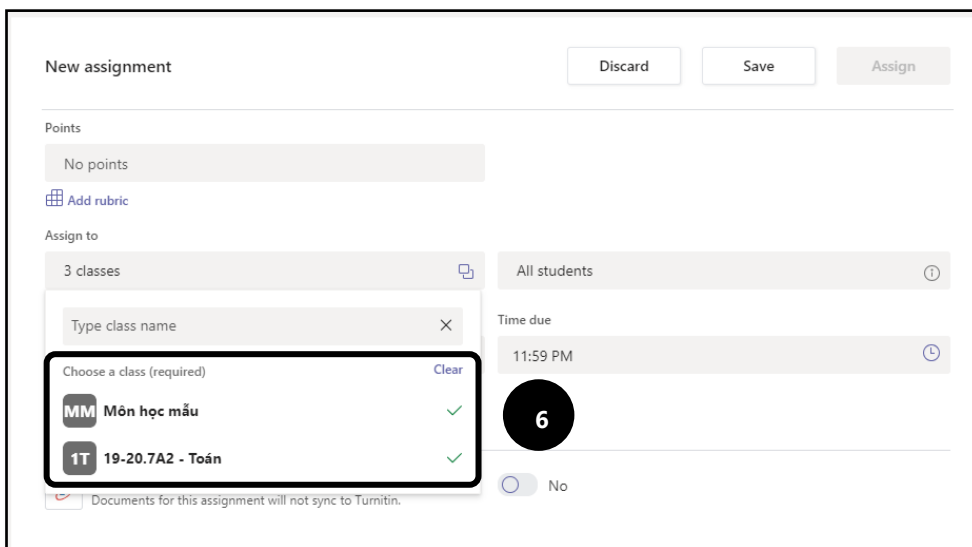 New assignment
Discard
Save
Assign
Points
No points
Add rubric
Assign to
3 classes
All students
Type class name
Time due
11:59 PM
Choose a class (required)
Clear
MM Môn học mẫu
6
1T 19-20.7A2 - Toán
No
Documents for this assignment will not sync to Turnitin.